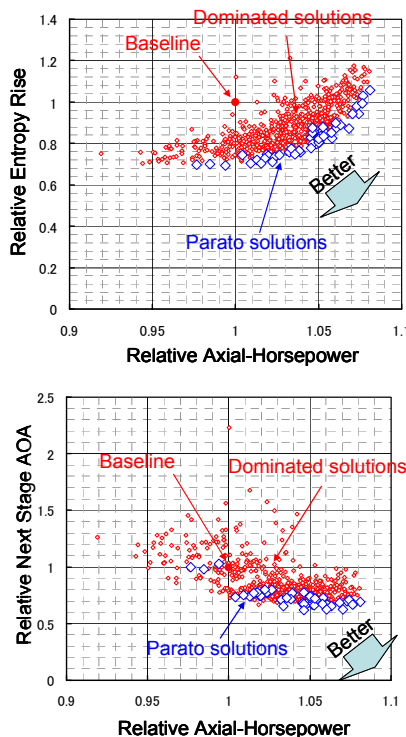 1.4
1.2
1
0.8
0.6
0.4
0.2
0
Relative Entropy Rise
Dominated solutions
Baseline
Better
Parato solutions
0.9
0.95
1
1.05
1.1
Relative Axial-Horsepower
2.5
2
1.5
1
0.5
0
Relative Next Stage AOA
Baseline
Dominated solutions
Parato solutions
Better
0.9
0.95
1
1.05
1.1
Relative Axial-Horsepower